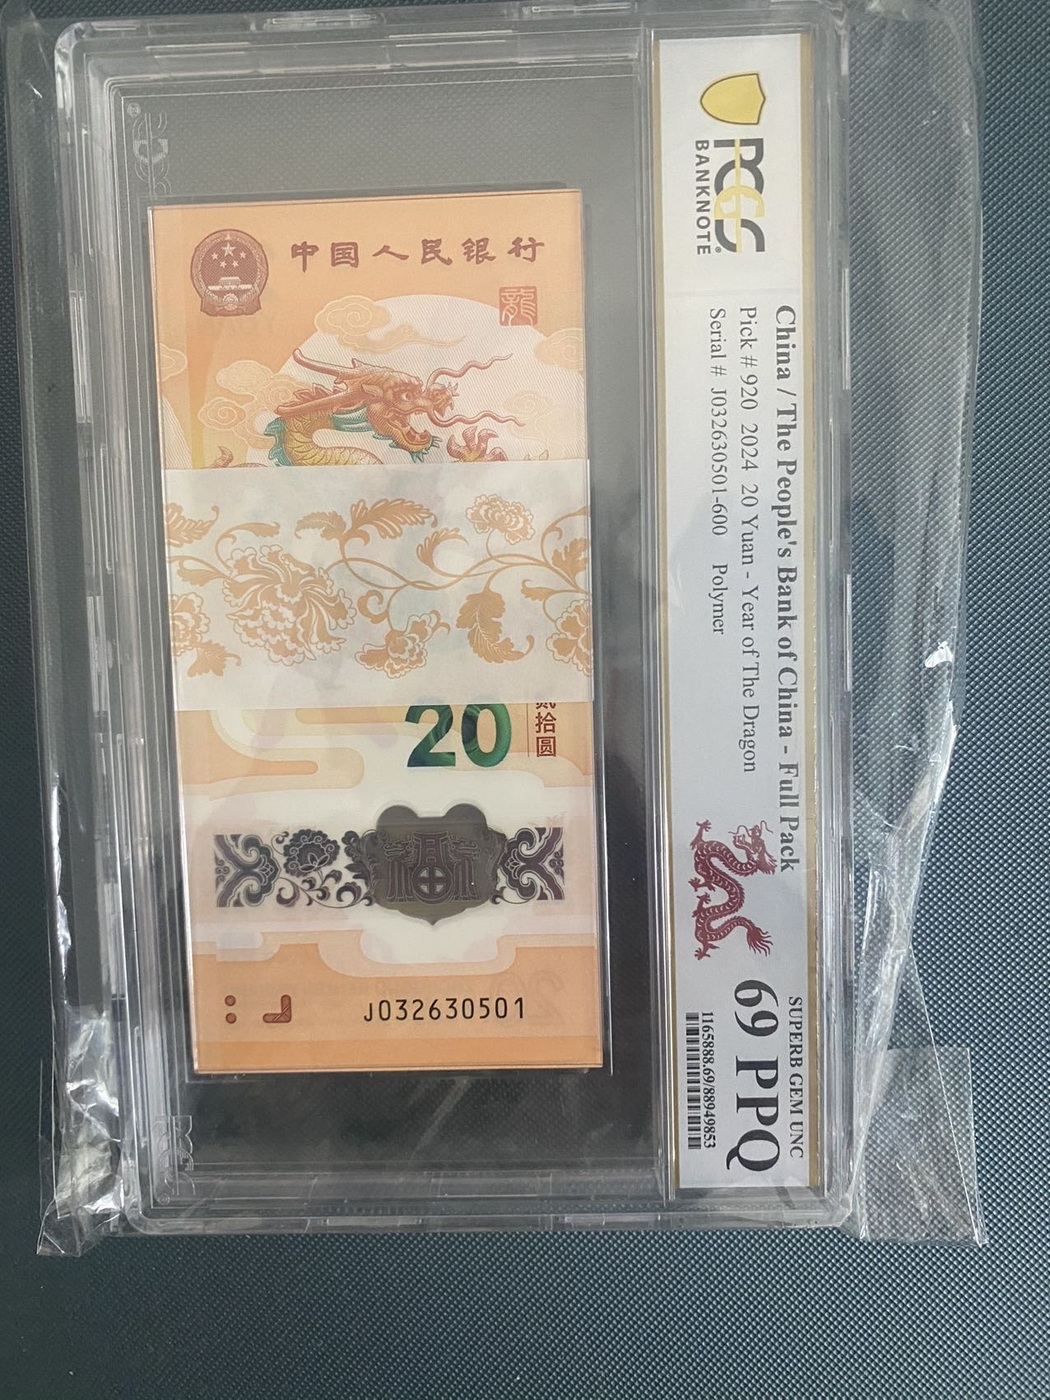 中国人民银行
龍
20
贰拾圆
福
J032630501
PCGS
BANKNOTE
China / The People's Bank of China - Full Pack
Pick # 920 2024 20 Yuan - Year of The Dragon
Serial # J032630501-600 Polymer
SUPERB GEM UNC
69 PPQ
1165888.69/88949853